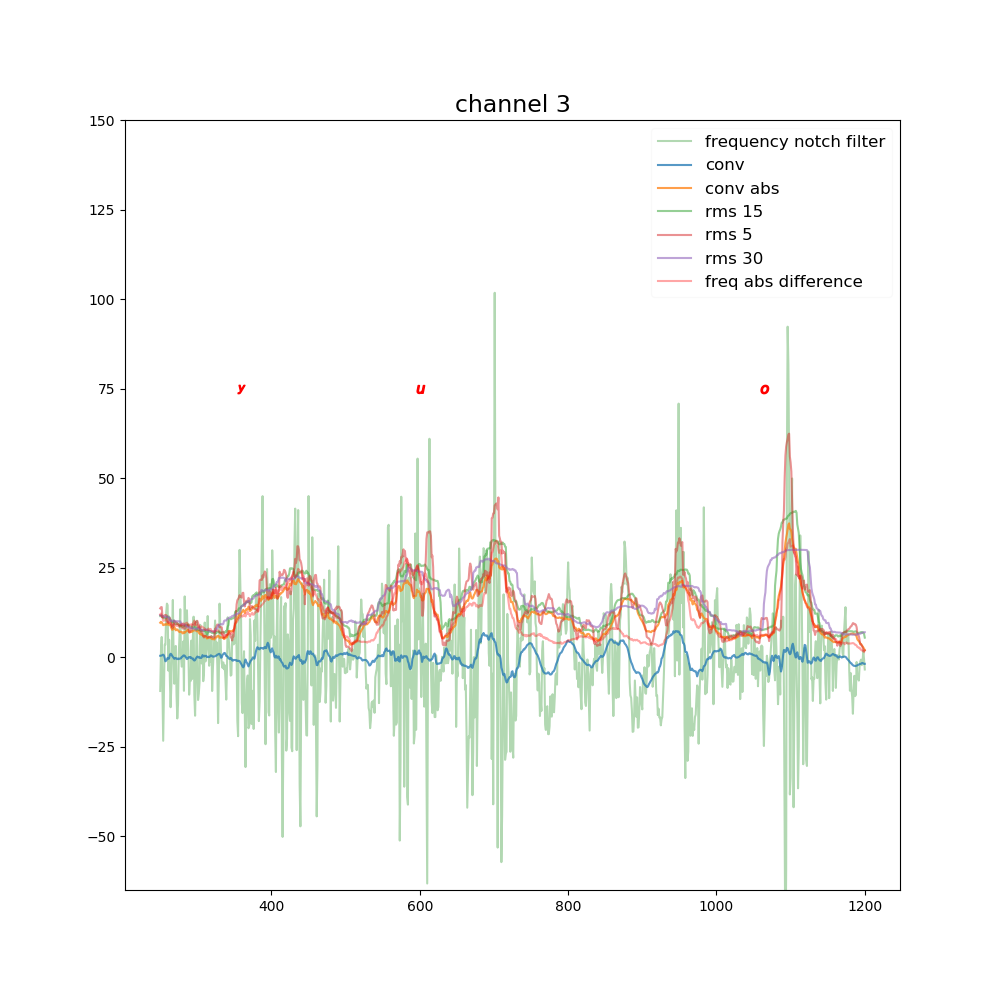 channel 3
150
125
100
75
50
25
0
−25
−50
400
600
800
1000
1200
frequency notch filter
conv
conv abs
rms 15
rms 5
rms 30
freq abs difference
y
u
o